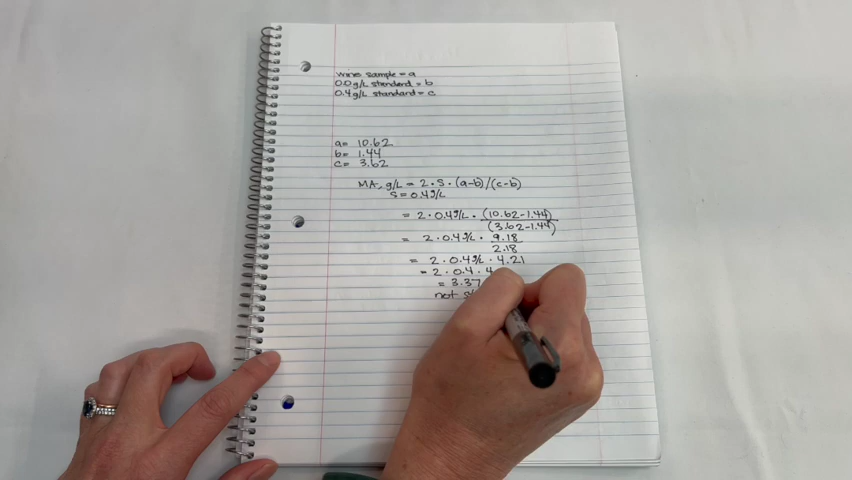 wine sample = a
0.0 g/L standard = b
0.4 g/L standard = c
a= 10.62
b= 1.44
c= 3.62
MA, g/L = 2 • S • (a-b)/(c-b)
S = 0.4 g/L
= 2 • 0.4 g/L • (10.62-1.44)
(3.62-1.44)
= 2 • 0.4 g/L • 9.18
2.18
= 2 • 0.4 g/L • 4.21
= 2 • 0.4 • 4
= 3.37
not